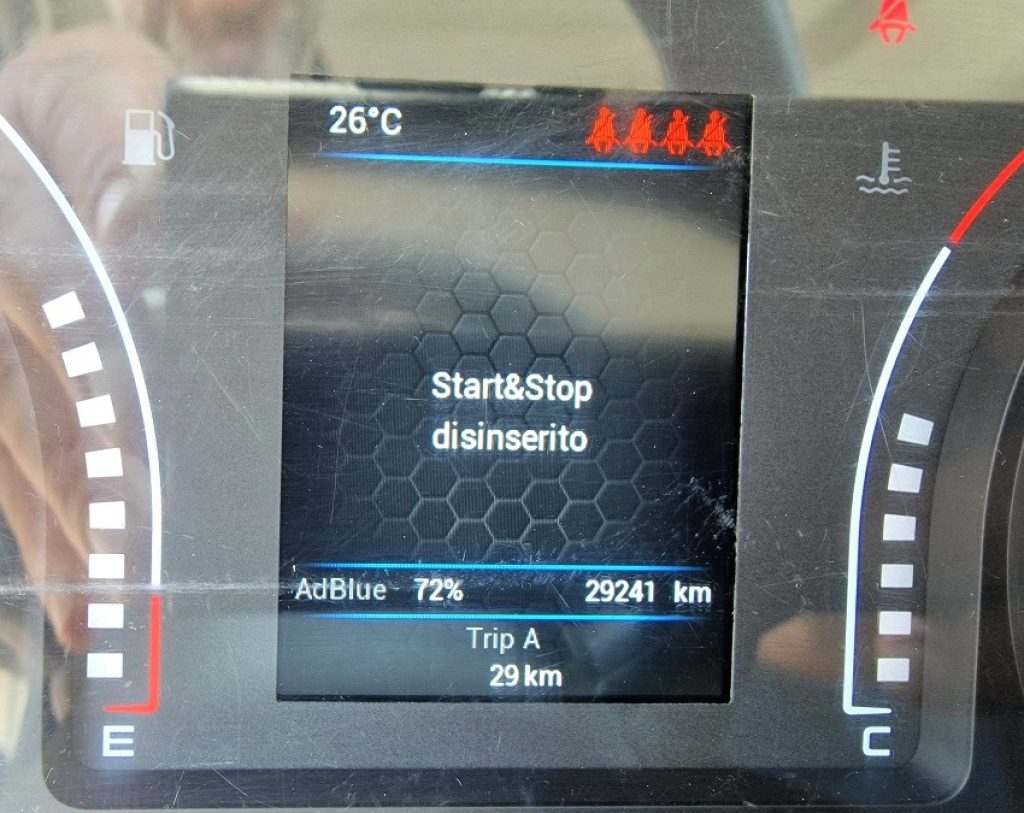 26°C
Start&Stop
disinserito
AdBlue 72% 29241 km
Trip A
29 km
E
C